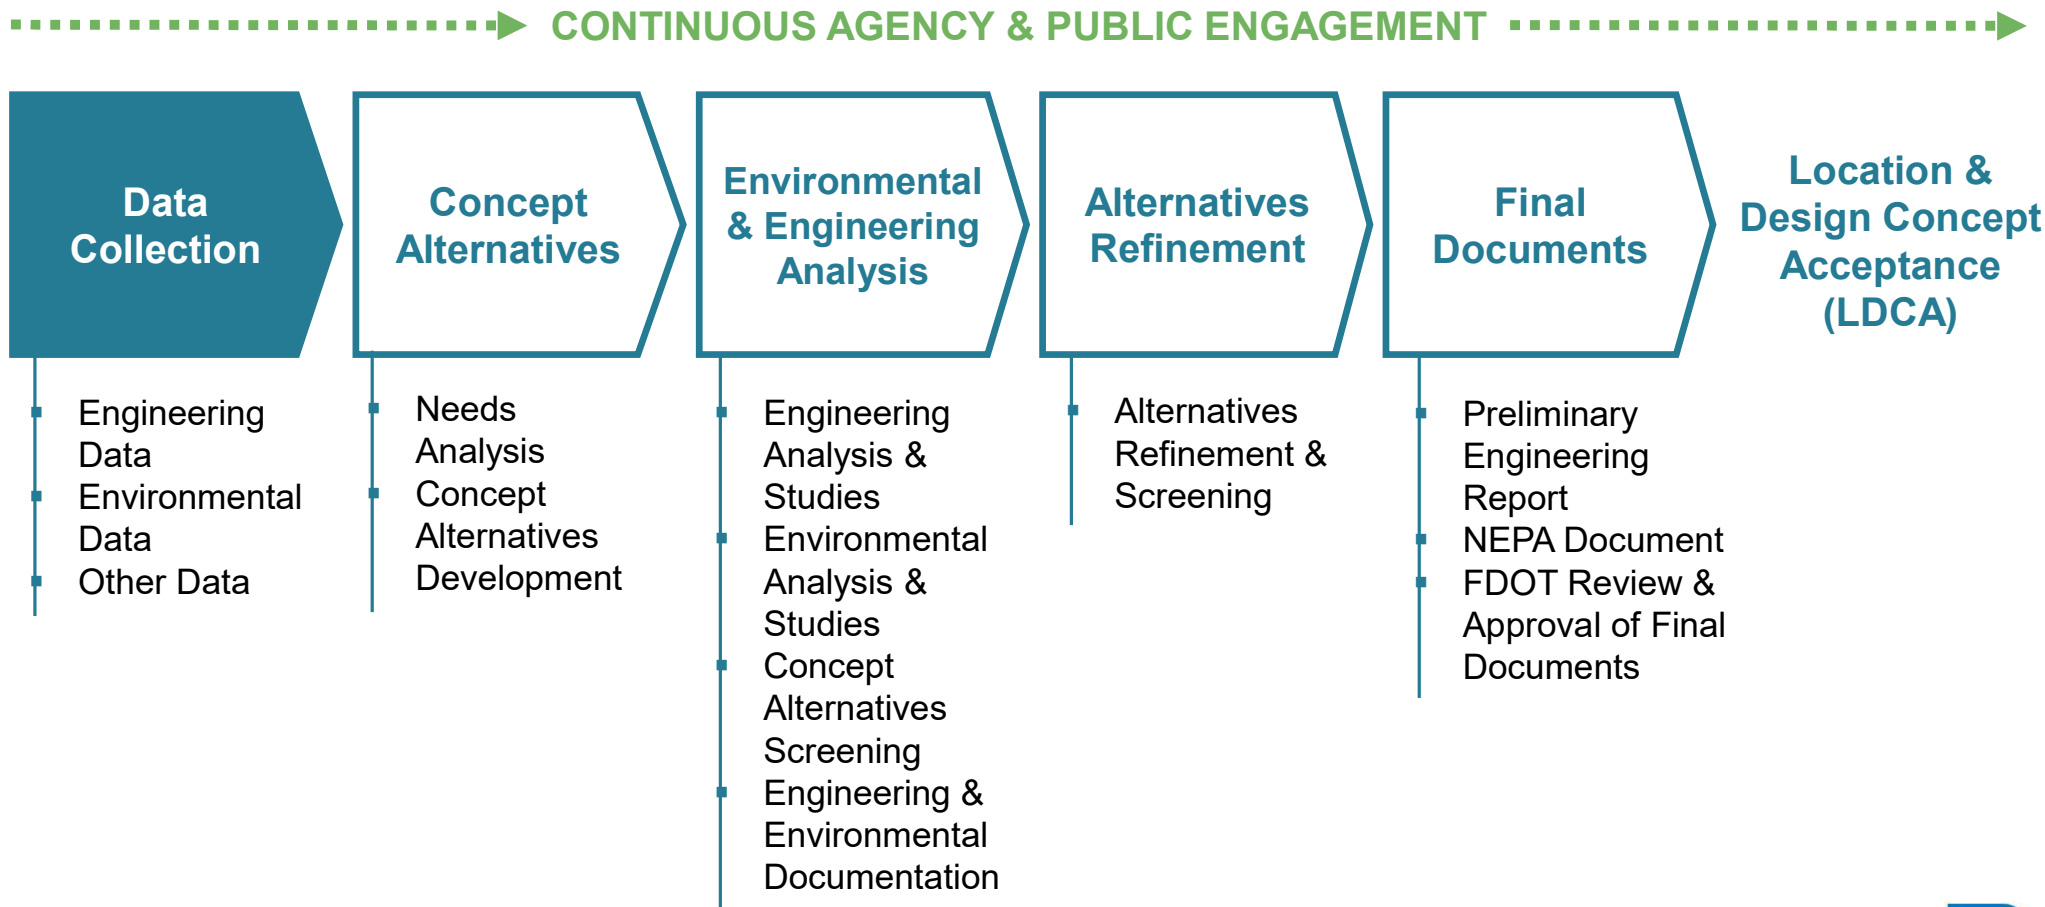 CONTINUOUS AGENCY & PUBLIC ENGAGEMENT
Data
Collection
Concept
Alternatives
Environmental
& Engineering
Analysis
Alternatives
Refinement
Final
Documents
Location &
Design Concept
Acceptance
(LDCA)
Engineering
Data
Environmental
Data
Other Data
Needs
Analysis
Concept
Alternatives
Development
Engineering
Analysis &
Studies
Environmental
Analysis &
Studies
Concept
Alternatives
Screening
Engineering &
Environmental
Documentation
Alternatives
Refinement &
Screening
Preliminary
Engineering
Report
NEPA Document
FDOT Review &
Approval of Final
Documents